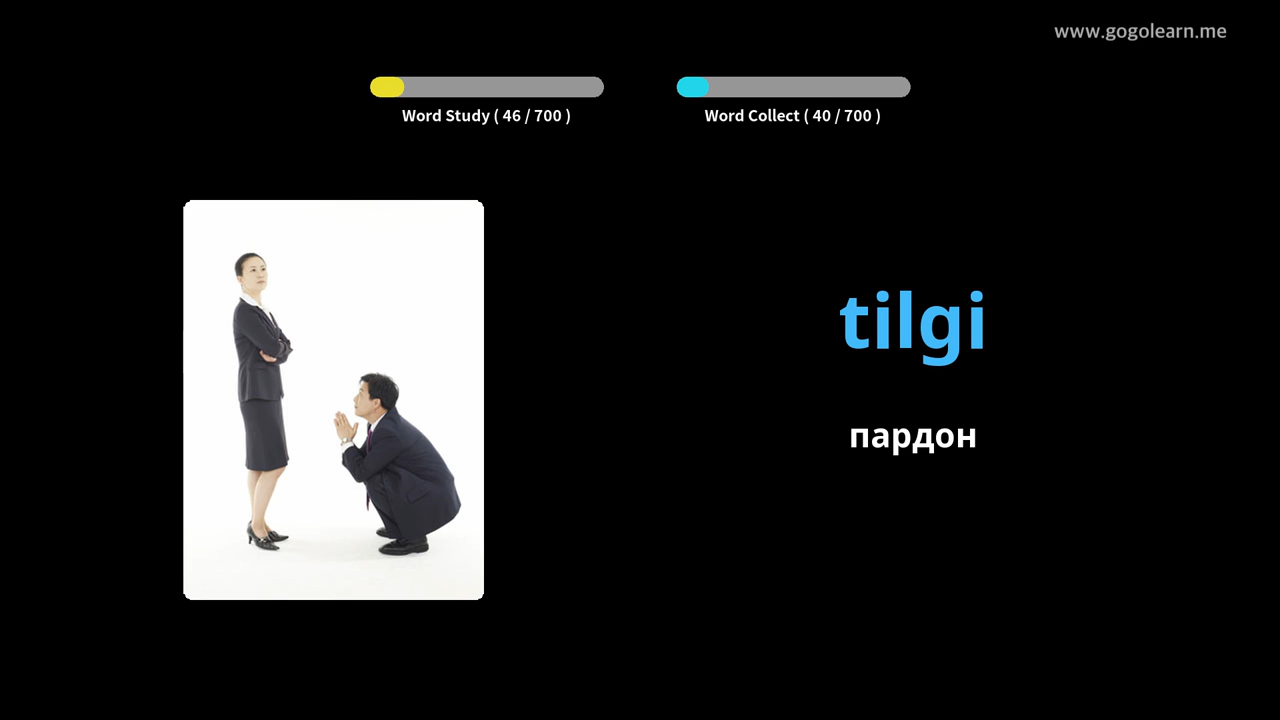 www.gogolearn.me
Word Study ( 46 / 700 )
Word Collect ( 40 / 700 )
tilgi
пардон